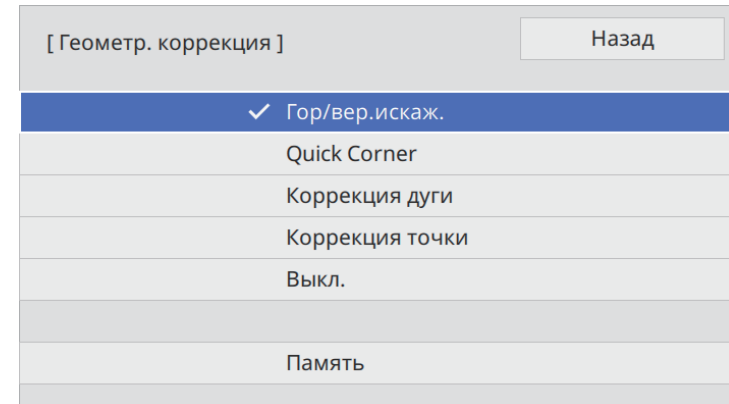 [ Геометр. коррекция ]
Назад
Гор/вер.искаж.
Quick Corner
Коррекция дуги
Коррекция точки
Выкл.
Память